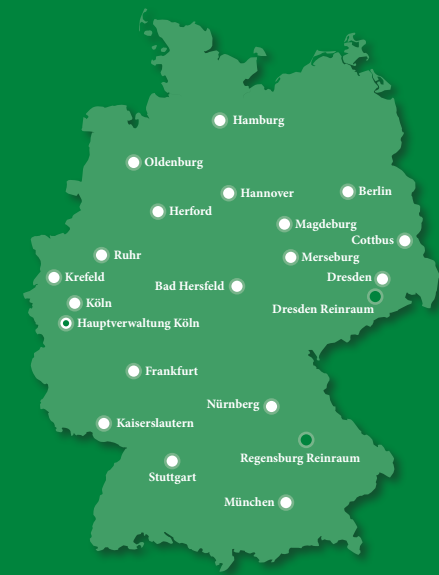 Hamburg
Oldenburg
Hannover
Berlin
Herford
Magdeburg
Cottbus
Ruhr
Merseburg
Krefeld
Bad Hersfeld
Dresden
Köln
Dresden Reinraum
Hauptverwaltung Köln
Frankfurt
Nürnberg
Kaiserslautern
Regensburg Reinraum
Stuttgart
München